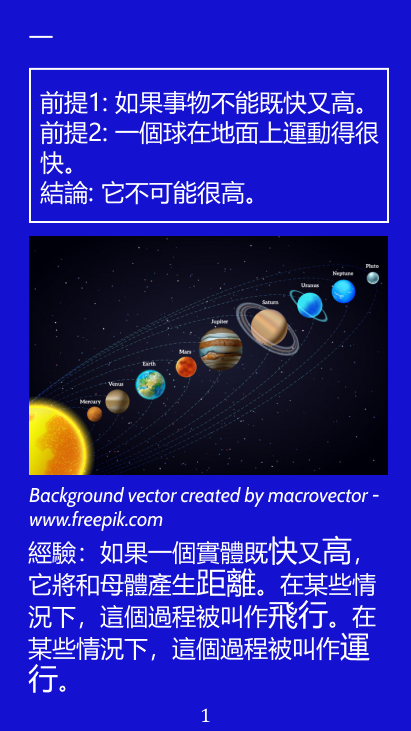 一
前提1: 如果事物不能既快又高。
前提2: 一個球在地面上運動得很
快。
結論: 它不可能很高。
Pluto
Neptune
Uranus
Saturn
Jupiter
Mars
Earth
Venus
Mercury
Background vector created by macrovector -
www.freepik.com
經驗：如果一個實體既快又高，
它將和母體產生距離。在某些情
況下，這個過程被叫作飛行。在
某些情況下，這個過程被叫作運
行。
1